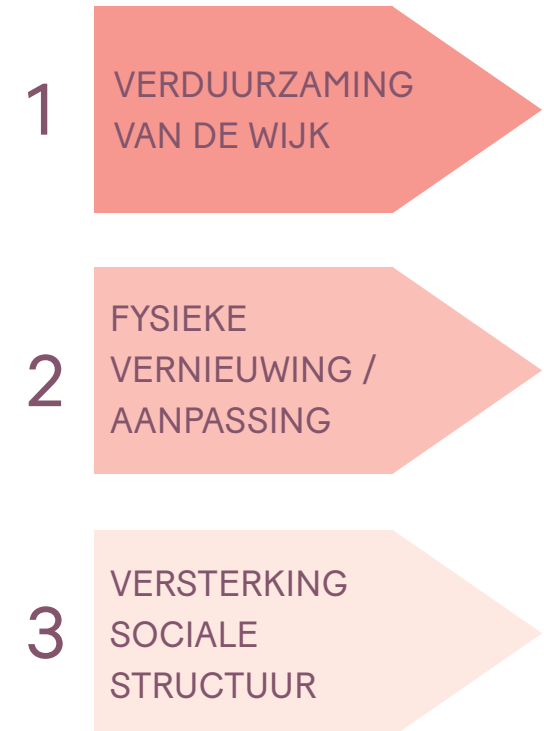 1
VERDUURZAMING
VAN DE WIJK
2
FYSIEKE
VERNIEUWING /
AANPASSING
3
VERSTERKING
SOCIALE
STRUCTUUR